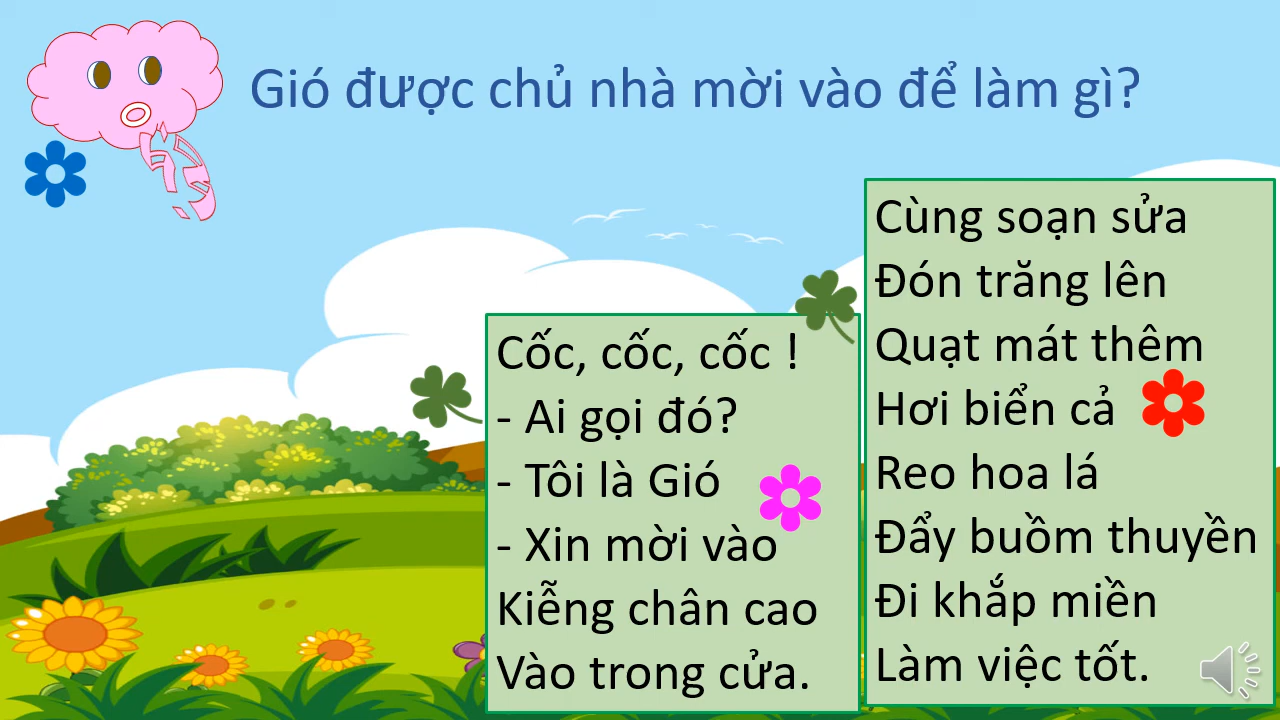 Gió được chủ nhà mời vào để làm gì?
Cốc, cốc, cốc !
- Ai gọi đó?
- Tôi là Gió
- Xin mời vào
Kiễng chân cao
Vào trong cửa.
Cùng soạn sửa
Đón trăng lên
Quạt mát thêm
Hơi biển cả
Reo hoa lá
Đẩy buồm thuyền
Đi khắp miền
Làm việc tốt.